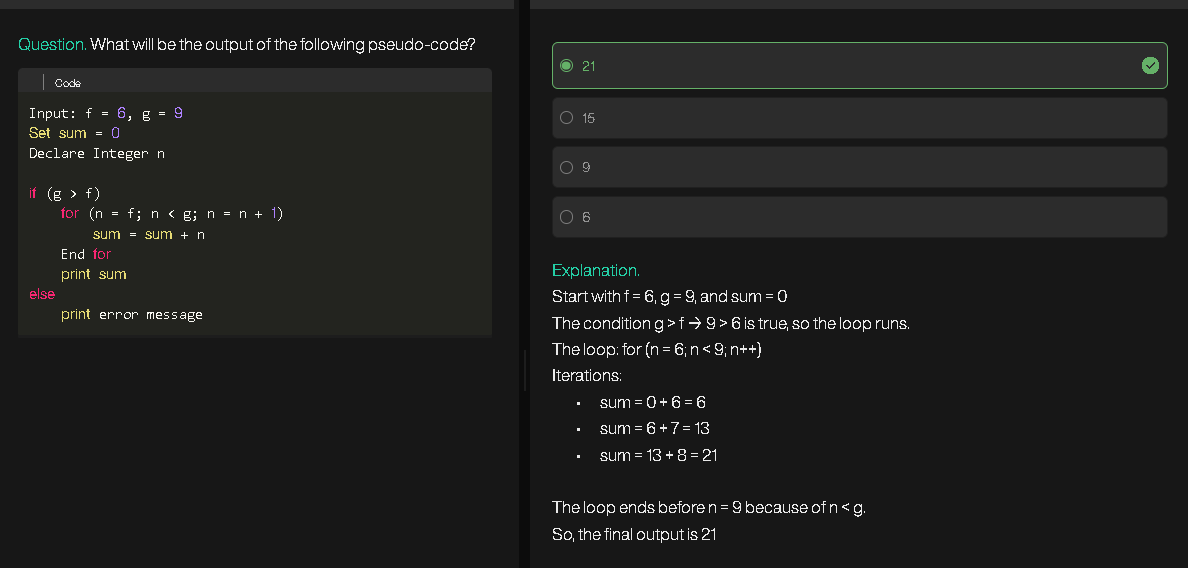 Question. What will be the output of the following pseudo-code?
Code
Input: f = 6, g = 9
Set sum = 0
Declare Integer n
if (g > f)
for (n = f; n < g; n = n + 1)
sum = sum + n
End for
print sum
else
print error message
21
15
9
6
Explanation.
Start with f = 6, g = 9, and sum = 0
The condition g > f → 9 > 6 is true, so the loop runs.
The loop: for (n = 6; n < 9; n++)
Iterations:
• sum = 0 + 6 = 6
• sum = 6 + 7 = 13
• sum = 13 + 8 = 21
The loop ends before n = 9 because of n < g.
So, the final output is 21